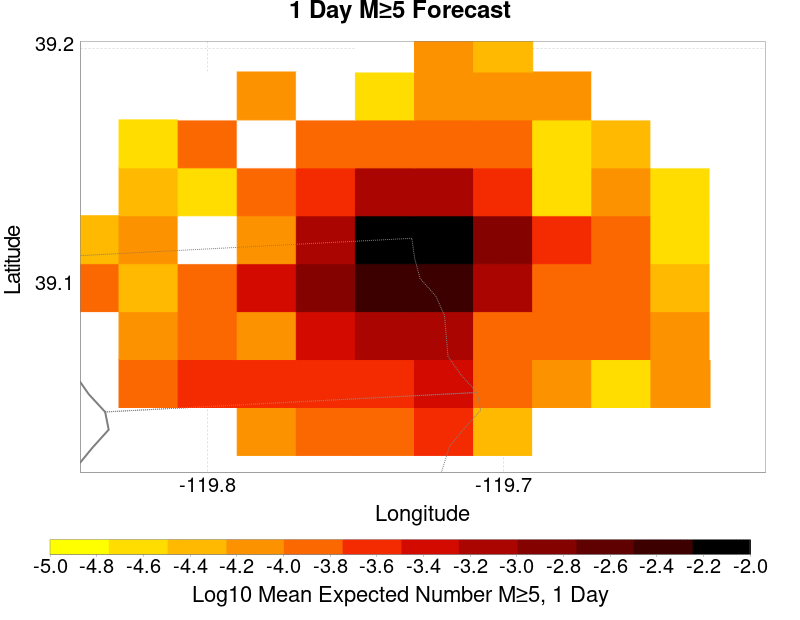 1 Day M≥5 Forecast
39.2
39.1
Latitude
-119.8 -119.7
Longitude
-5.0 -4.8 -4.6 -4.4 -4.2 -4.0 -3.8 -3.6 -3.4 -3.2 -3.0 -2.8 -2.6 -2.4 -2.2 -2.0
Log10 Mean Expected Number M≥5, 1 Day